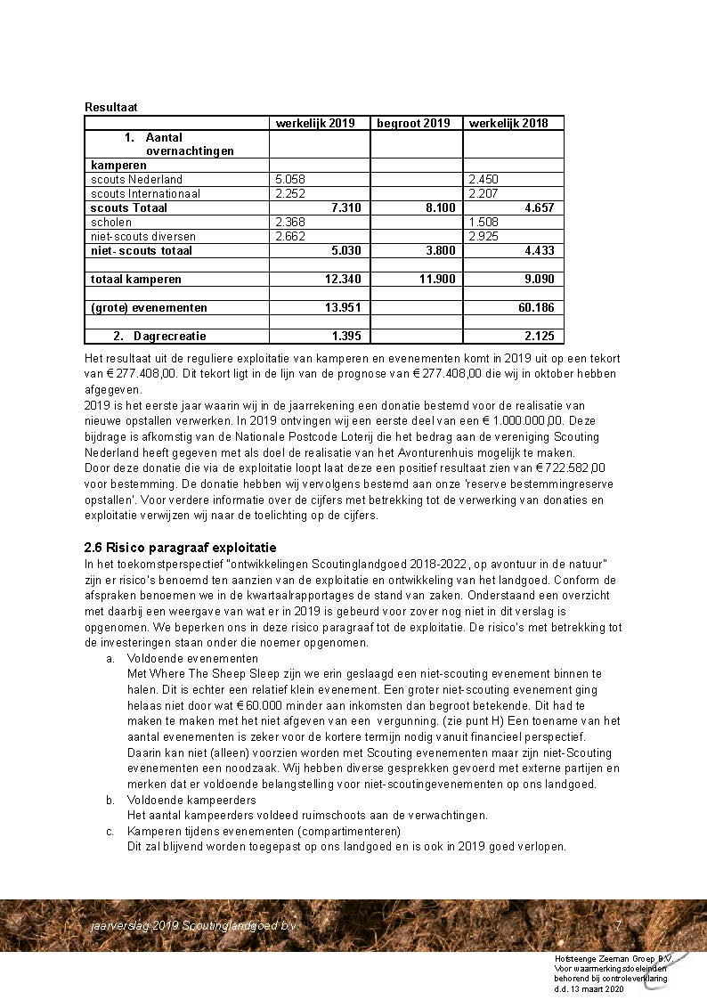 Resultaat
werkelijk 2019 begroot 2019 werkelijk 2018
1. Aantal
overnachtingen
kamperen
scouts Nederland 5.058 2.450
scouts Internationaal 2.252 2.207
scouts Totaal 7.310 8.100 4.657
scholen 2.368 1.508
niet-scouts diversen 2.662 2.925
niet- scouts totaal 5.030 3.800 4.433
totaal kamperen 12.340 11.900 9.090
(grote) evenementen 13.951 60.186
2. Dagrecreatie 1.395 2.125
Het resultaat uit de reguliere exploitatie van kamperen en evenementen komt in 2019 uit op een tekort
van € 277.408,00. Dit tekort ligt in de lijn van de prognose van € 277.408,00 die wij in oktober hebben
afgegeven.
2019 is het eerste jaar waarin wij in de jaarrekening een donatie bestemd voor de realisatie van
nieuwe opstallen verwerken. In 2019 ontvingen wij een eerste deel van een € 1.000.000,00. Deze
bijdrage is afkomstig van de Nationale Postcode Loterij die het bedrag aan de vereniging Scouting
Nederland heeft gegeven met als doel de realisatie van het Avonturenhuis mogelijk te maken.
Door deze donatie die via de exploitatie loopt laat deze een positief resultaat zien van € 722.582,00
voor bestemming. De donatie hebben wij vervolgens bestemd aan onze 'reserve bestemmingreserve
opstallen'. Voor verdere informatie over de cijfers met betrekking tot de verwerking van donaties en
exploitatie verwijzen wij naar de toelichting op de cijfers.
2.6 Risico paragraaf exploitatie
In het toekomstperspectief "ontwikkelingen Scoutinglandgoed 2018-2022, op avontuur in de natuur"
zijn er risico's benoemd ten aanzien van de exploitatie en ontwikkeling van het landgoed. Conform de
afspraken benoemen we in de kwartaalrapportages de stand van zaken. Onderstaand een overzicht
met daarbij een weergave van wat er in 2019 is gebeurd voor zover nog niet in dit verslag is
opgenomen. We beperken ons in deze risico paragraaf tot de exploitatie. De risico's met betrekking tot
de investeringen staan onder die noemer opgenomen.
a. Voldoende evenementen
Met Where The Sheep Sleep zijn we erin geslaagd een niet-scouting evenement binnen te
halen. Dit is echter een relatief klein evenement. Een groter niet-scouting evenement ging
helaas niet door wat € 60.000 minder aan inkomsten dan begroot betekende. Dit had te
maken te maken met het niet afgeven van een vergunning. (zie punt H) Een toename van het
aantal evenementen is zeker voor de kortere termijn nodig vanuit financieel perspectief.
Daarin kan niet (alleen) voorzien worden met Scouting evenementen maar zijn niet-Scouting
evenementen een noodzaak. Wij hebben diverse gesprekken gevoerd met externe partijen en
merken dat er voldoende belangstelling voor niet-scoutingevenementen op ons landgoed.
b. Voldoende kampeerders
Het aantal kampeerders voldeed ruimschoots aan de verwachtingen.
c. Kamperen tijdens evenementen (compartimenteren)
Dit zal blijvend worden toegepast op ons landgoed en is ook in 2019 goed verlopen.
jaarverslag 2019 Scoutinglandgoed b.v. 7
Hofsteenge Zeeman Groep B.V.
Voor waarmerkingsdoeleinden
behorend bij controleverklaring
d.d. 13 maart 2020